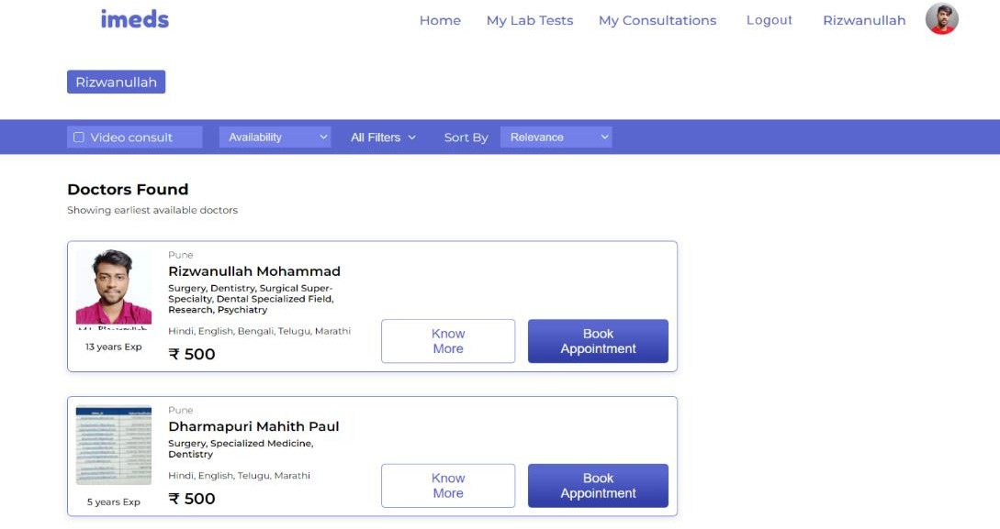 imeds
Home My Lab Tests My Consultations Logout Rizwanullah
Rizwanullah
Video consult Availability All Filters Sort By Relevance
Doctors Found
Showing earliest available doctors
Pune
Rizwanullah Mohammad
Surgery, Dentistry, Surgical Super-
Specialty, Dental Specialized Field,
Research, Psychiatry
Hindi, English, Bengali, Telugu, Marathi
₹ 500
13 years Exp
Know
More
Book
Appointment
Pune
Dharmapuri Mahith Paul
Surgery, Specialized Medicine,
Dentistry
Hindi, English, Telugu, Marathi
₹ 500
5 years Exp
Know
More
Book
Appointment